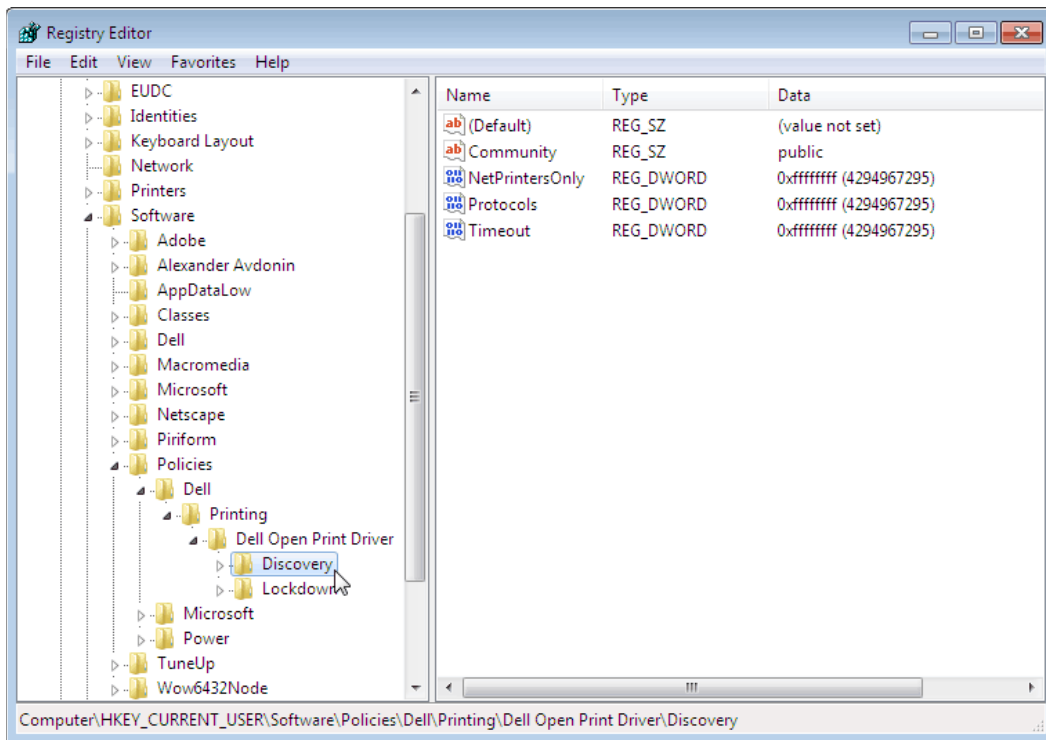 Registry Editor
File Edit View Favorites Help
EUDC
Identities
Keyboard Layout
Network
Printers
Software
Adobe
Alexander Avdonin
AppDataLow
Classes
Dell
Macromedia
Microsoft
Netscape
Piriform
Policies
Dell
Printing
Dell Open Print Driver
Discovery
Lockdown
Microsoft
Power
TuneUp
Wow6432Node
Name Type Data
(Default) REG_SZ (value not set)
Community REG_SZ public
NetPrintersOnly REG_DWORD 0xffffffff (4294967295)
Protocols REG_DWORD 0xffffffff (4294967295)
Timeout REG_DWORD 0xffffffff (4294967295)
Computer\HKEY_CURRENT_USER\Software\Policies\Dell\Printing\Dell Open Print Driver\Discovery